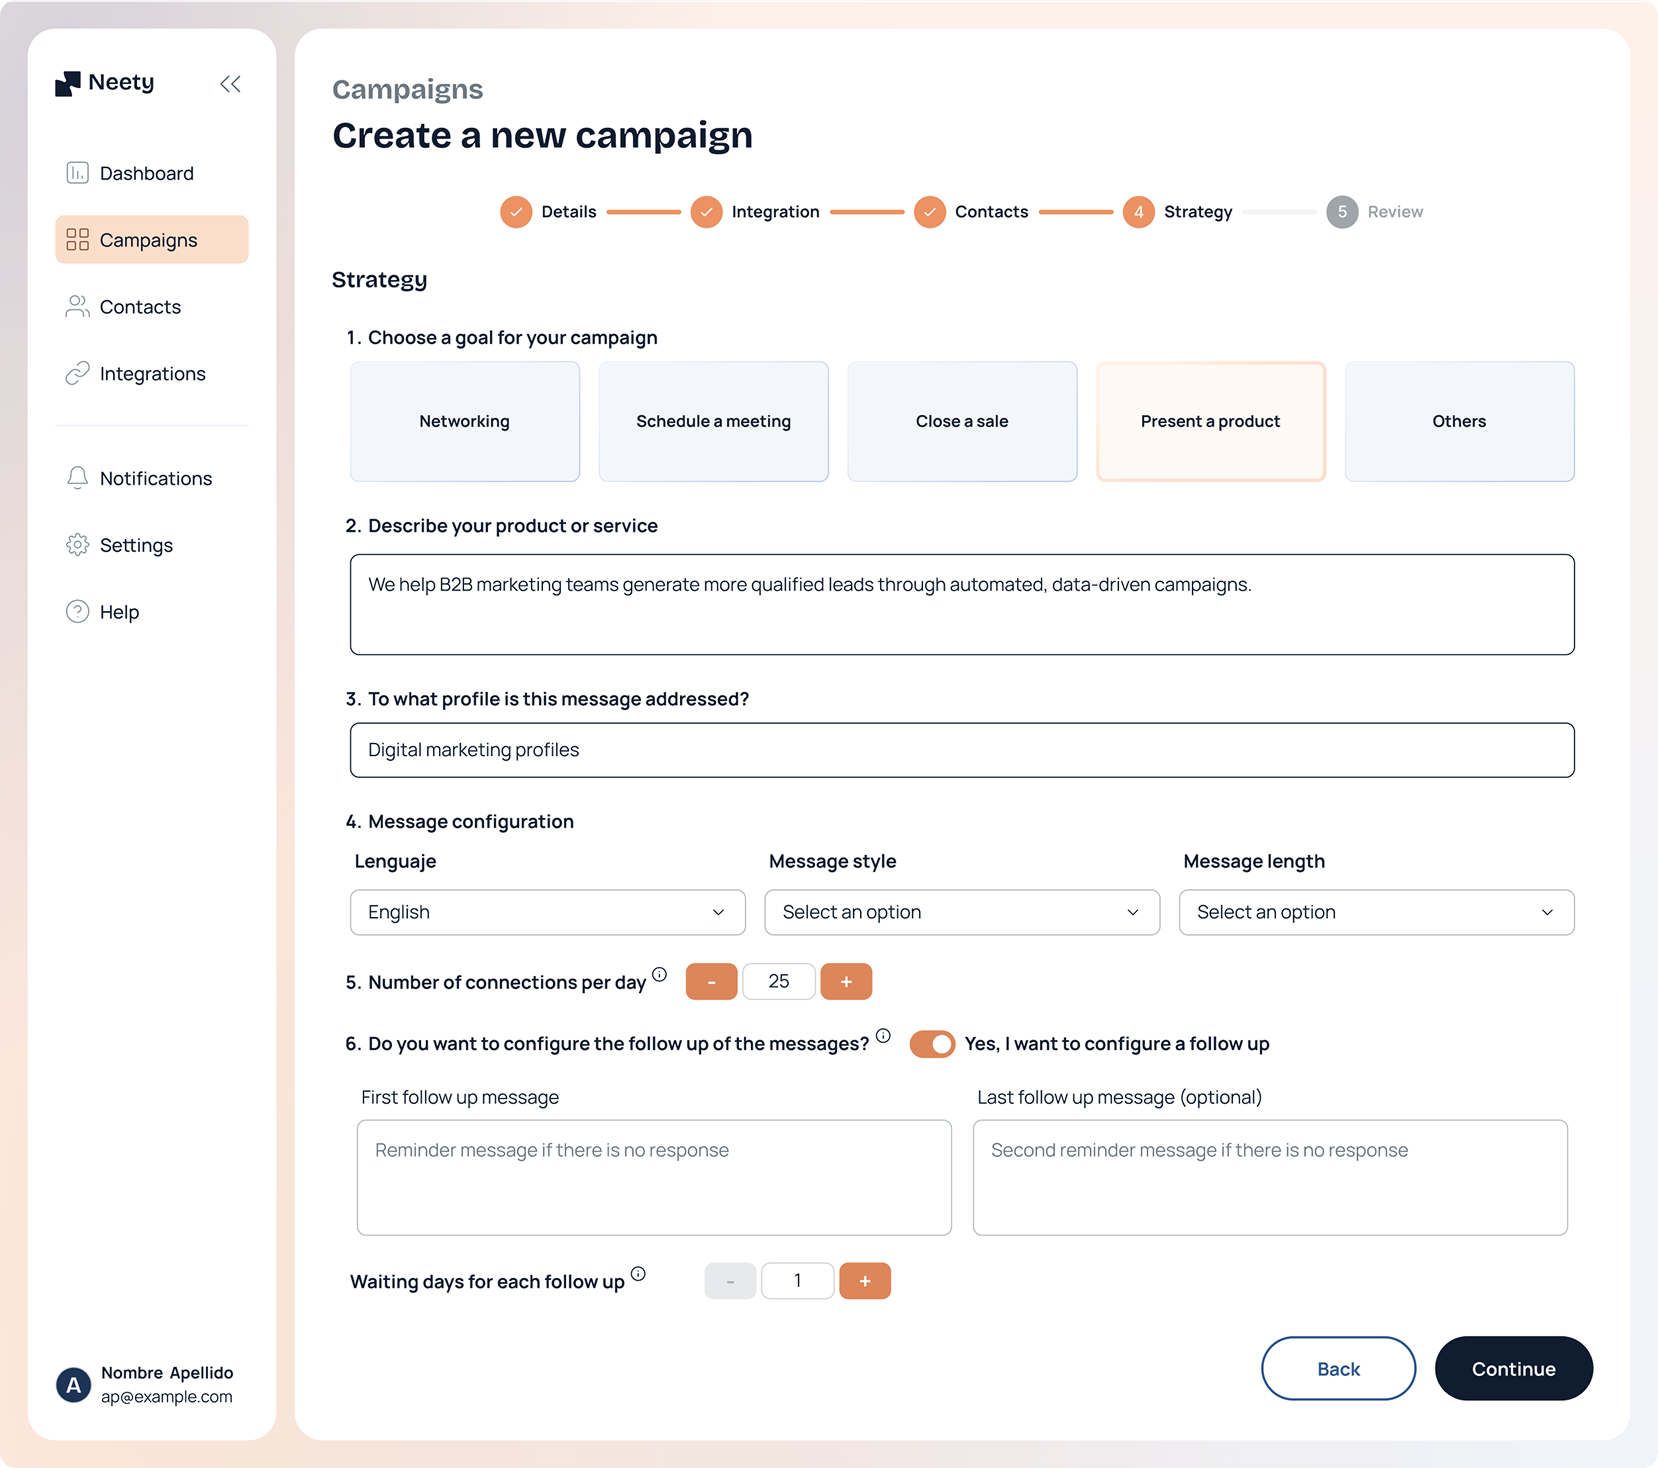 Neety
Dashboard
Campaigns
Contacts
Integrations
Notifications
Settings
Help
A
Nombre Apellido
ap@example.com
Campaigns
Create a new campaign
Details
Integration
Contacts
4 Strategy
5 Review
Strategy
1. Choose a goal for your campaign
Networking
Schedule a meeting
Close a sale
Present a product
Others
2. Describe your product or service
We help B2B marketing teams generate more qualified leads through automated, data-driven campaigns.
3. To what profile is this message addressed?
Digital marketing profiles
4. Message configuration
Lenguaje
Message style
Message length
English
Select an option
Select an option
5. Number of connections per day
- 25 +
6. Do you want to configure the follow up of the messages?
Yes, I want to configure a follow up
First follow up message
Last follow up message (optional)
Reminder message if there is no response
Second reminder message if there is no response
Waiting days for each follow up
- 1 +
Back
Continue